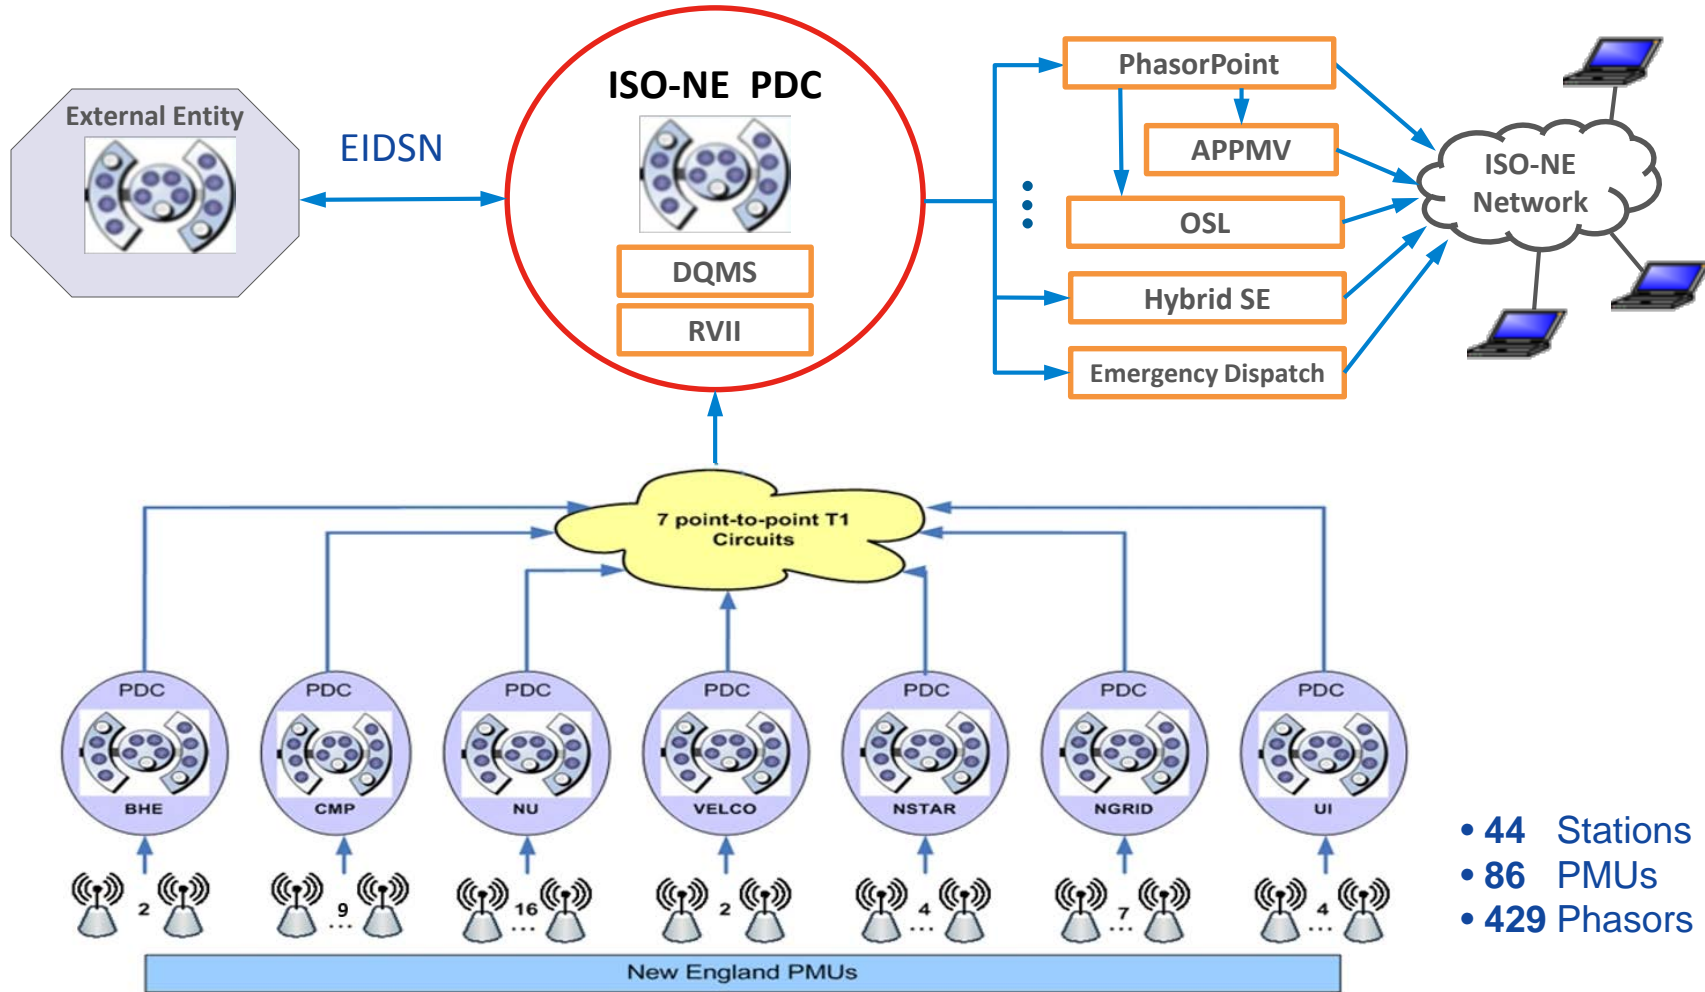 External Entity
EIDSN
ISO-NE PDC
DQMS
RVII
PhasorPoint
APPMV
OSL
Hybrid SE
Emergency Dispatch
ISO-NE
Network
7 point-to-point T1
Circuits
PDC
BHE
PDC
CMP
PDC
NU
PDC
VELCO
PDC
NSTAR
PDC
NGRID
PDC
UI
2
9
...
16
...
2
4
...
7
...
4
...
New England PMUs
• 44 Stations
• 86 PMUs
• 429 Phasors